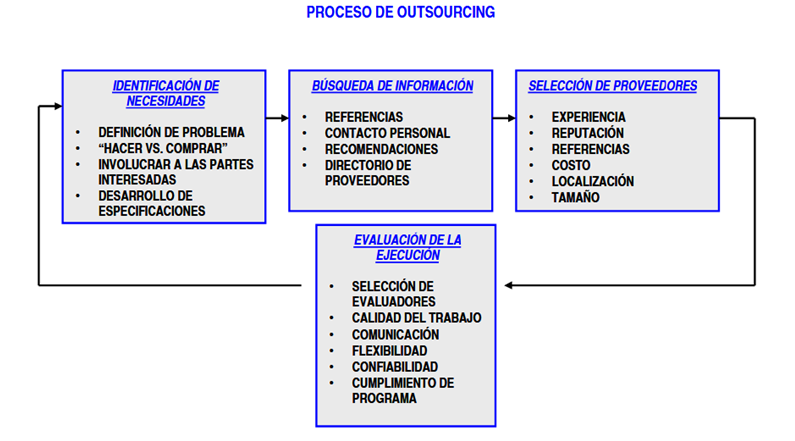 PROCESO DE OUTSOURCING
IDENTIFICACIÓN DE
NECESIDADES
• DEFINICIÓN DE PROBLEMA
• “HACER VS. COMPRAR”
• INVOLUCRAR A LAS PARTES
INTERESADAS
• DESARROLLO DE
ESPECIFICACIONES
BÚSQUEDA DE INFORMACIÓN
• REFERENCIAS
• CONTACTO PERSONAL
• RECOMENDACIONES
• DIRECTORIO DE
PROVEEDORES
SELECCIÓN DE PROVEEDORES
• EXPERIENCIA
• REPUTACIÓN
• REFERENCIAS
• COSTO
• LOCALIZACIÓN
• TAMAÑO
EVALUACIÓN DE LA
EJECUCIÓN
• SELECCIÓN DE
EVALUADORES
• CALIDAD DEL TRABAJO
• COMUNICACIÓN
• FLEXIBILIDAD
• CONFIABILIDAD
• CUMPLIMIENTO DE
PROGRAMA